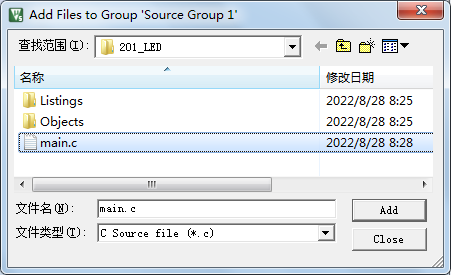 Add Files to Group 'Source Group 1'
查找范围(I): 201_LED
名称 修改日期
Listings 2022/8/28 8:25
Objects 2022/8/28 8:25
main.c 2022/8/28 8:28
文件名(N): main.c Add
文件类型(T): C Source file (*.c) Close